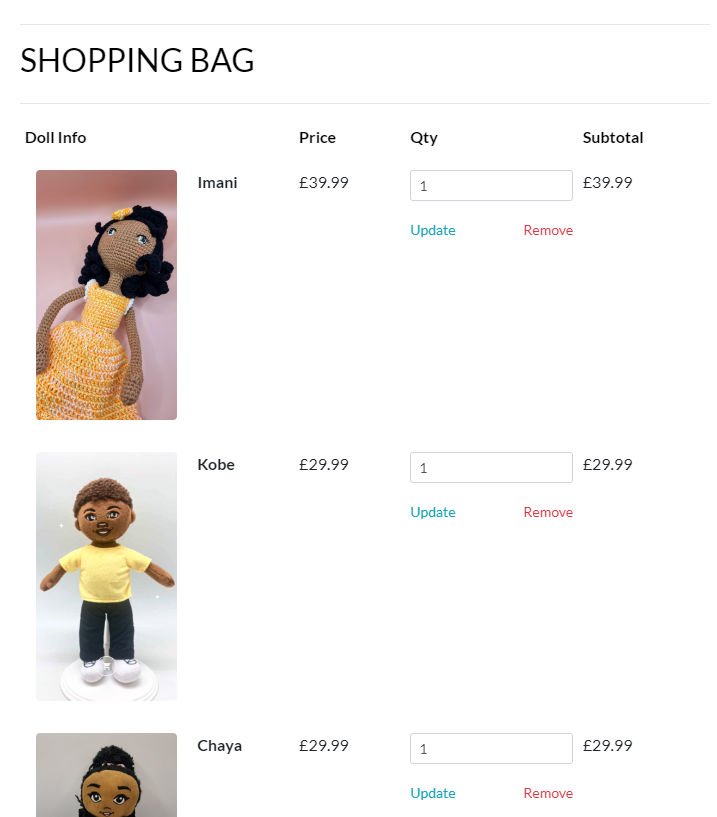 SHOPPING BAG
Doll Info Price Qty Subtotal
Imani £39.99 1 £39.99
Update Remove
Kobe £29.99 1 £29.99
Update Remove
Chaya £29.99 1 £29.99
Update Remove